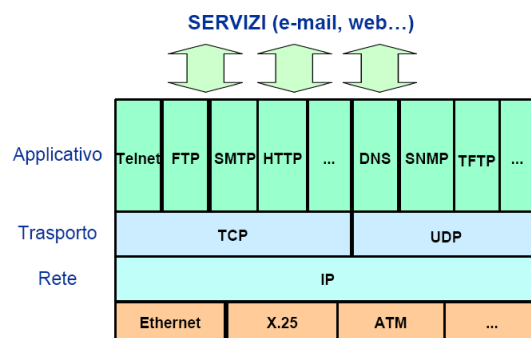 SERVIZI (e-mail, web...)
Applicativo Telnet FTP SMTP HTTP ... DNS SNMP TFTP ...
Trasporto TCP UDP
Rete IP
Ethernet X.25 ATM ...